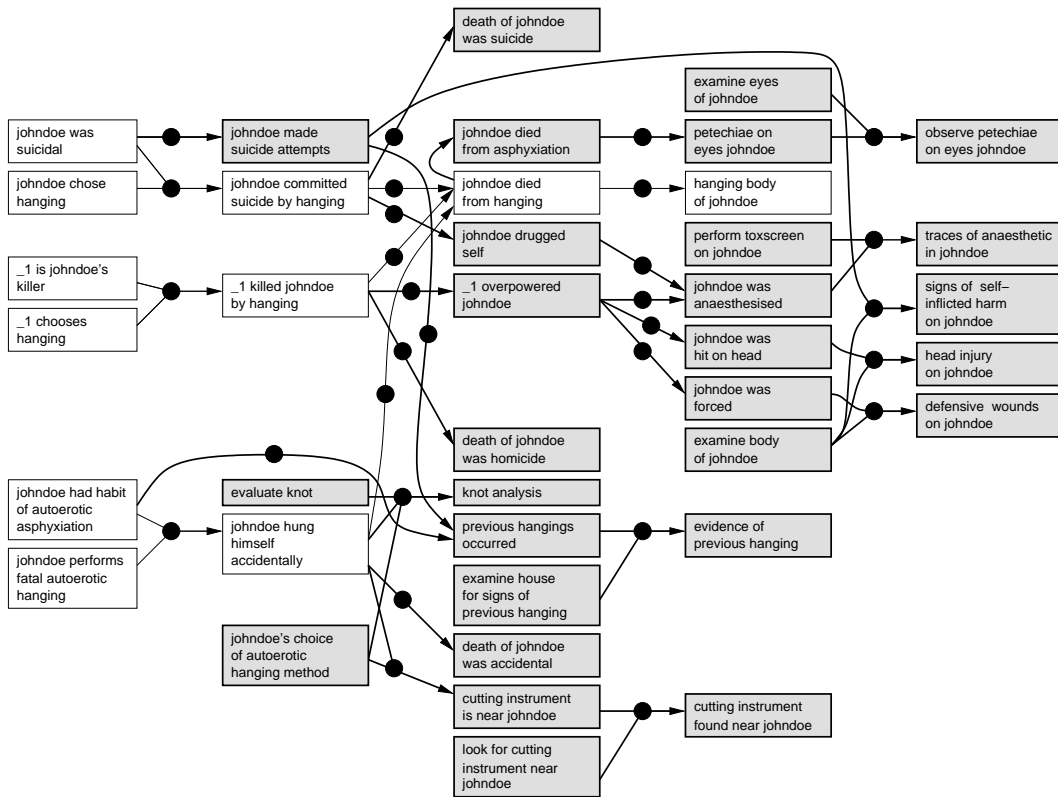 death of johndoe
was suicide
examine eyes
of johndoe
johndoe was
suicidal
johndoe made
suicide attempts
johndoe died
from asphyxiation
petechiae on
eyes johndoe
observe petechiae
on eyes johndoe
johndoe chose
hanging
johndoe committed
suicide by hanging
johndoe died
from hanging
hanging body
of johndoe
johndoe drugged
self
perform toxscreen
on johndoe
traces of anaesthetic
in johndoe
_1 is johndoe's
killer
_1 killed johndoe
by hanging
_1 overpowered
johndoe
johndoe was
anaesthesised
signs of self–
inflicted harm
on johndoe
_1 chooses
hanging
johndoe was
hit on head
head injury
on johndoe
johndoe was
forced
defensive wounds
on johndoe
death of johndoe
was homicide
examine body
of johndoe
johndoe had habit
of autoerotic
asphyxiation
evaluate knot
knot analysis
johndoe hung
himself
accidentally
previous hangings
occurred
evidence of
previous hanging
johndoe performs
fatal autoerotic
hanging
examine house
for signs of
previous hanging
johndoe's choice
of autoerotic
hanging method
death of johndoe
was accidental
cutting instrument
is near johndoe
cutting instrument
found near johndoe
look for cutting
instrument near
johndoe